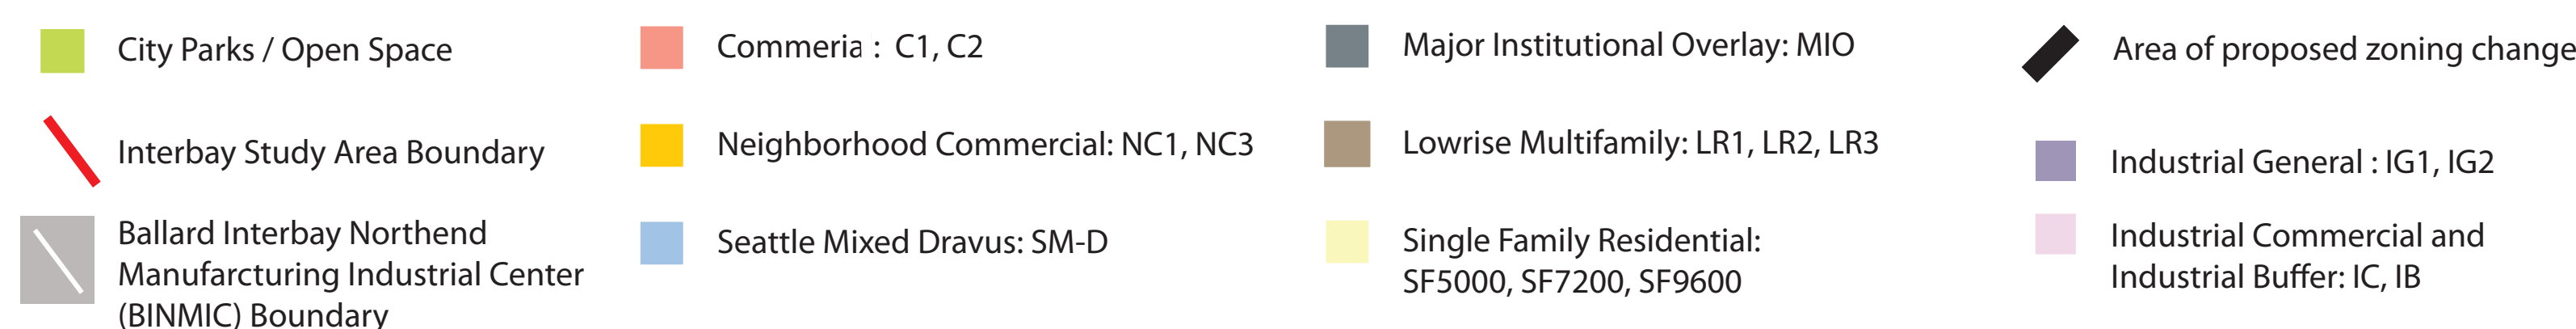 City Parks / Open Space
Interbay Study Area Boundary
Ballard Interbay Northend
Manufarcturing Industrial Center
(BINMIC) Boundary
Commeria : C1, C2
Neighborhood Commercial: NC1, NC3
Seattle Mixed Dravus: SM-D
Major Institutional Overlay: MIO
Lowrise Multifamily: LR1, LR2, LR3
Single Family Residential:
SF5000, SF7200, SF9600
Area of proposed zoning change
Industrial General : IG1, IG2
Industrial Commercial and
Industrial Buffer: IC, IB